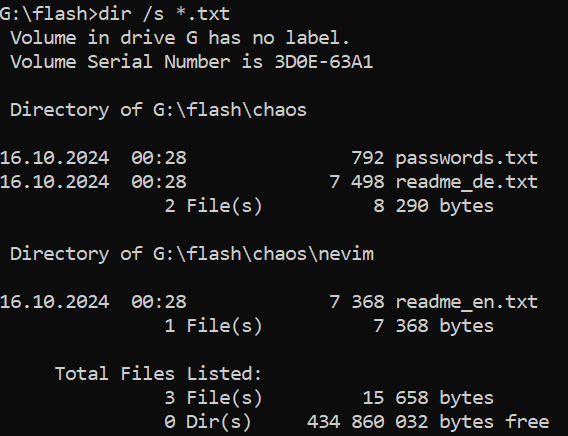 G:\flash>dir /s *.txt
 Volume in drive G has no label.
 Volume Serial Number is 3D0E-63A1

 Directory of G:\flash\chaos

16.10.2024  00:28               792 passwords.txt
16.10.2024  00:28             7 498 readme_de.txt
               2 File(s)          8 290 bytes

 Directory of G:\flash\chaos\nevim

16.10.2024  00:28             7 368 readme_en.txt
               1 File(s)          7 368 bytes

     Total Files Listed:
               3 File(s)         15 658 bytes
               0 Dir(s)     434 860 032 bytes free